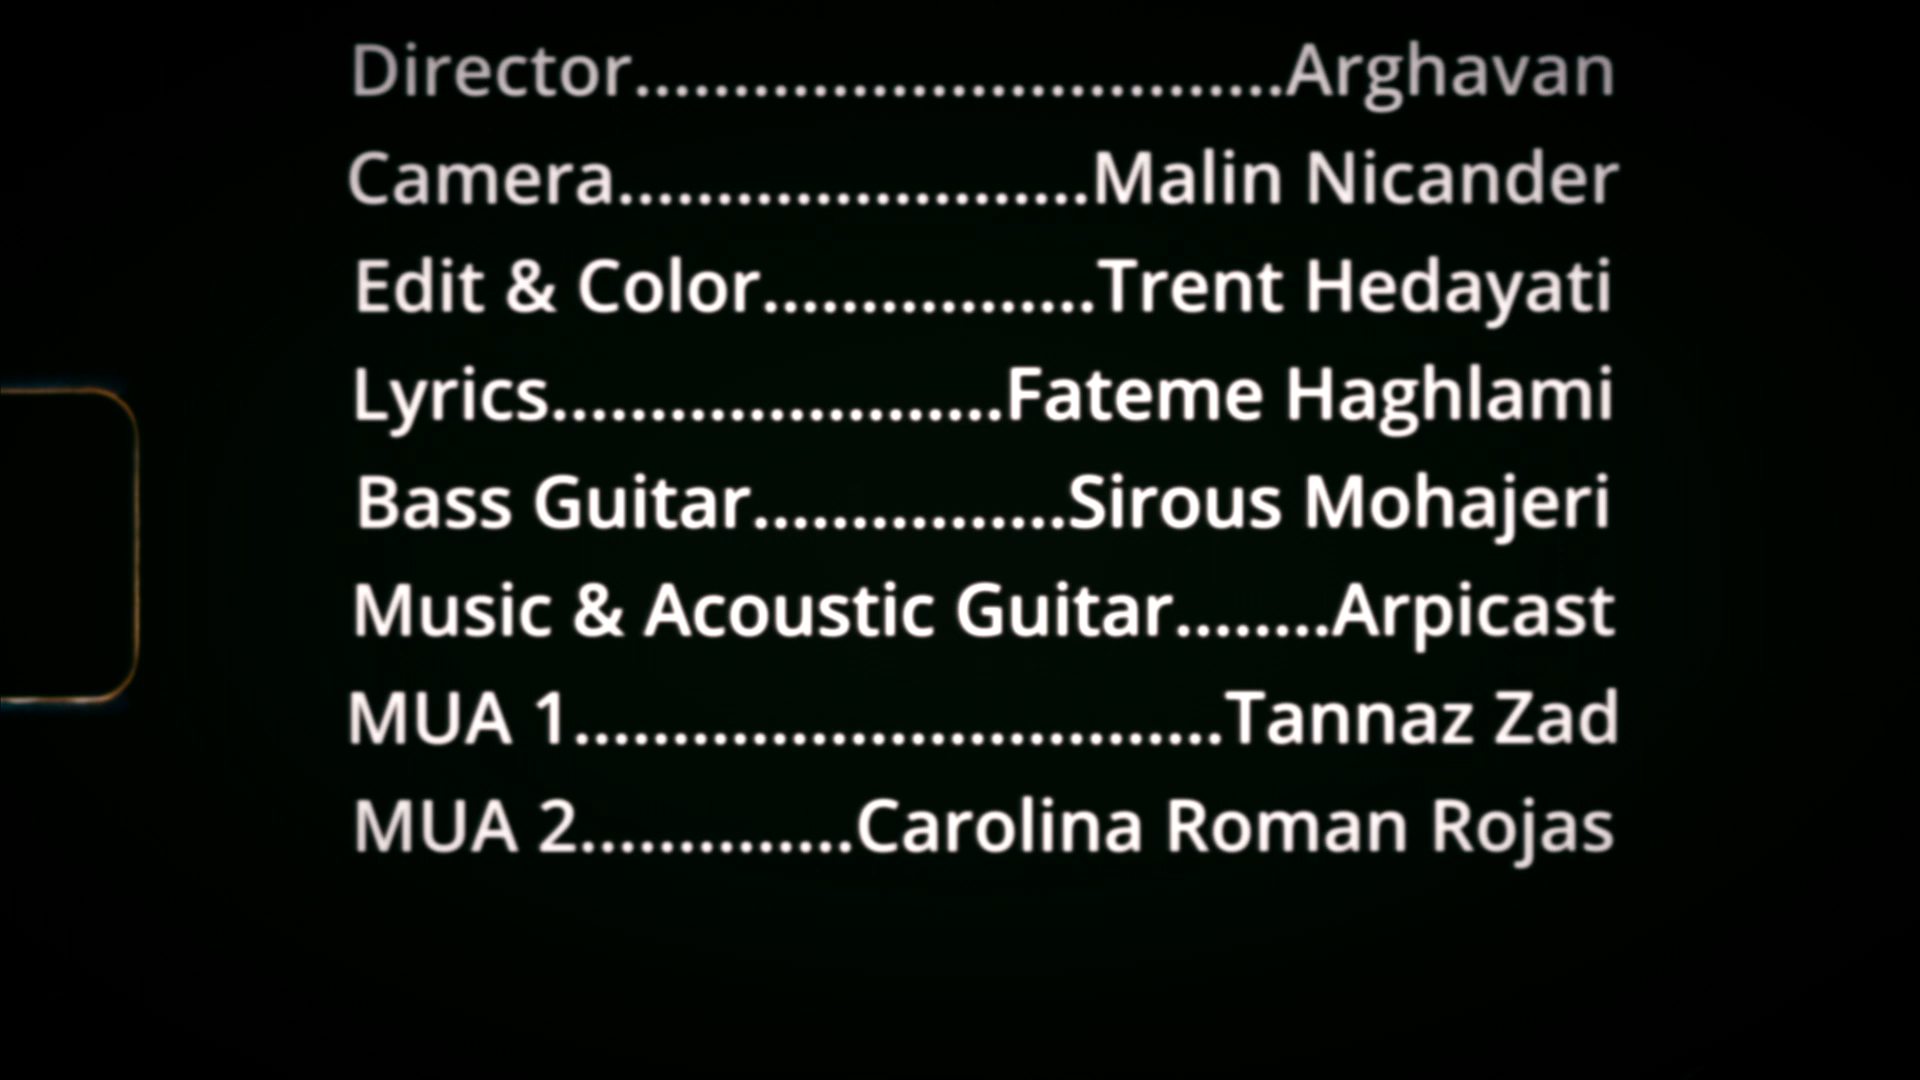 Director.................................Arghavan
Camera........................Malin Nicander
Edit & Color.................Trent Hedayati
Lyrics.......................Fateme Haghlami
Bass Guitar................Sirous Mohajeri
Music & Acoustic Guitar........Arpicast
MUA 1.................................Tannaz Zad
MUA 2..............Carolina Roman Rojas